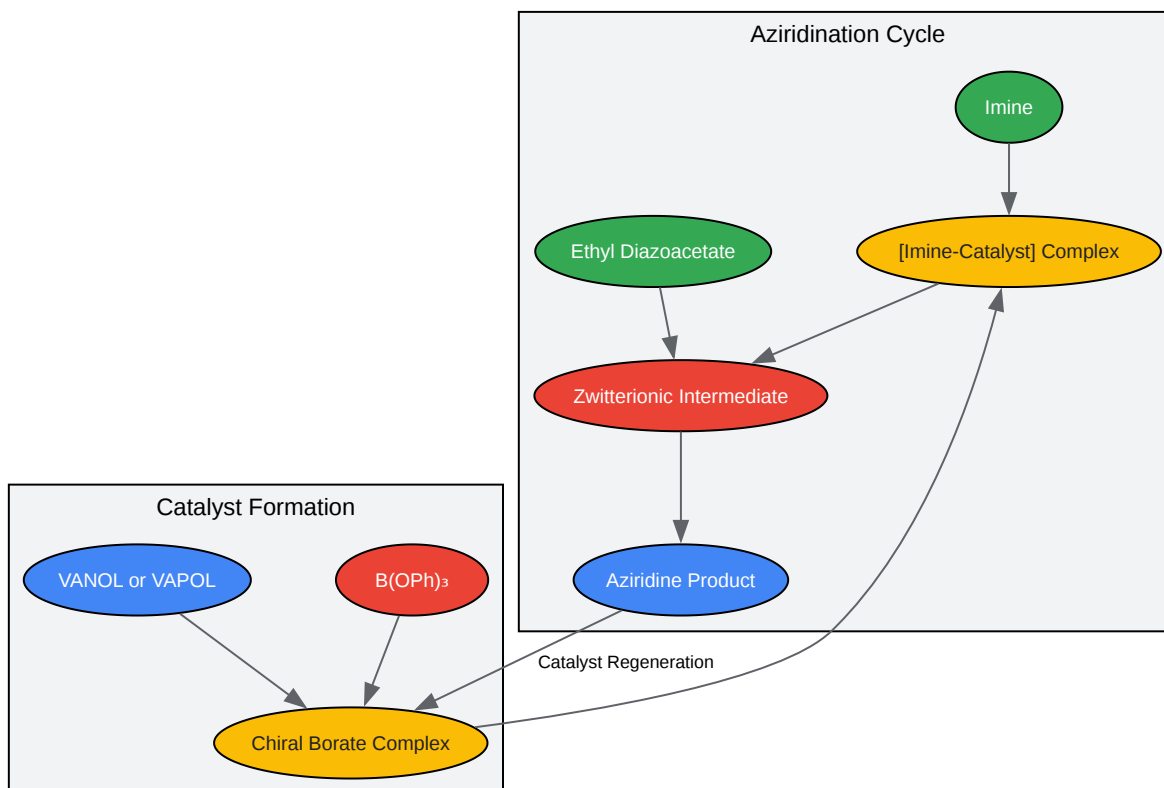 Aziridination Cycle
Imine
Ethyl Diazoacetate
[Imine-Catalyst] Complex
Zwitterionic Intermediate
Catalyst Formation
VANOL or VAPOL
B(OPh)₃
Aziridine Product
Catalyst Regeneration
Chiral Borate Complex